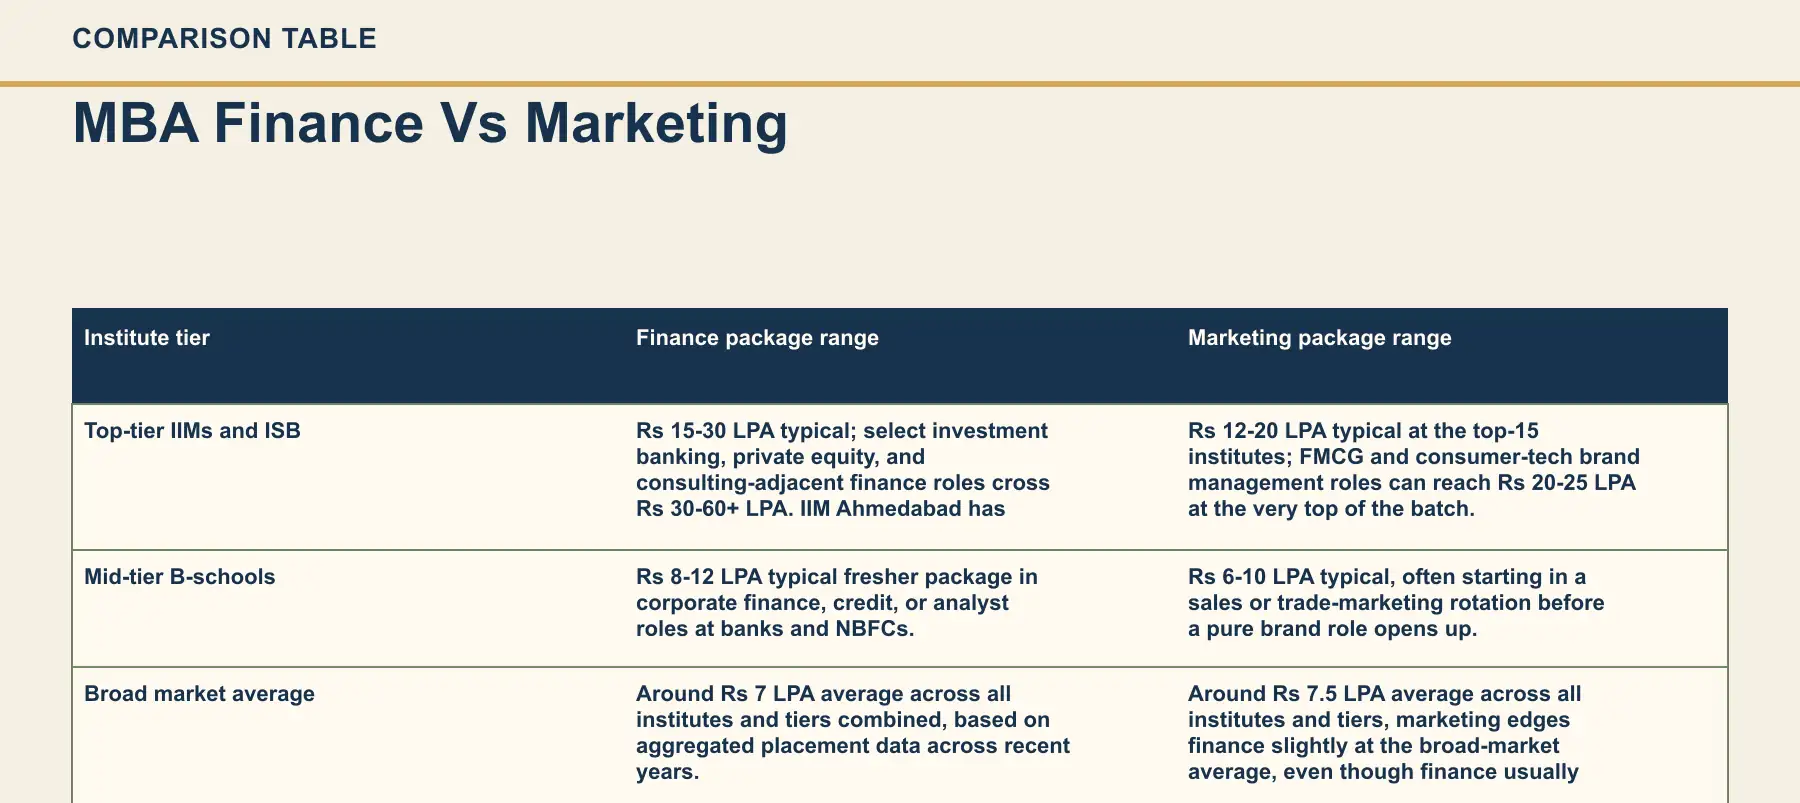 COMPARISON TABLE
MBA Finance Vs Marketing
Institute tier
Finance package range
Marketing package range
Top-tier IIMs and ISB
Rs 15-30 LPA typical; select investment
banking, private equity, and
consulting-adjacent finance roles cross
Rs 30-60+ LPA. IIM Ahmedabad has
Rs 12-20 LPA typical at the top-15
institutes; FMCG and consumer-tech brand
management roles can reach Rs 20-25 LPA
at the very top of the batch.
Mid-tier B-schools
Rs 8-12 LPA typical fresher package in
corporate finance, credit, or analyst
roles at banks and NBFCs.
Rs 6-10 LPA typical, often starting in a
sales or trade-marketing rotation before
a pure brand role opens up.
Broad market average
Around Rs 7 LPA average across all
institutes and tiers combined, based on
aggregated placement data across recent
years.
Around Rs 7.5 LPA average across all
institutes and tiers, marketing edges
finance slightly at the broad-market
average, even though finance usually